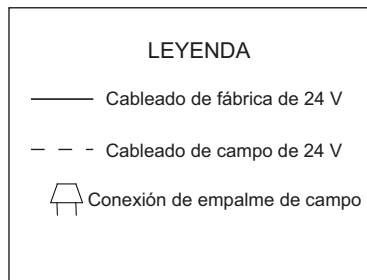 LEYENDA
Cableado de fábrica de 24 V
Cableado de campo de 24 V
Conexión de empalme de campo